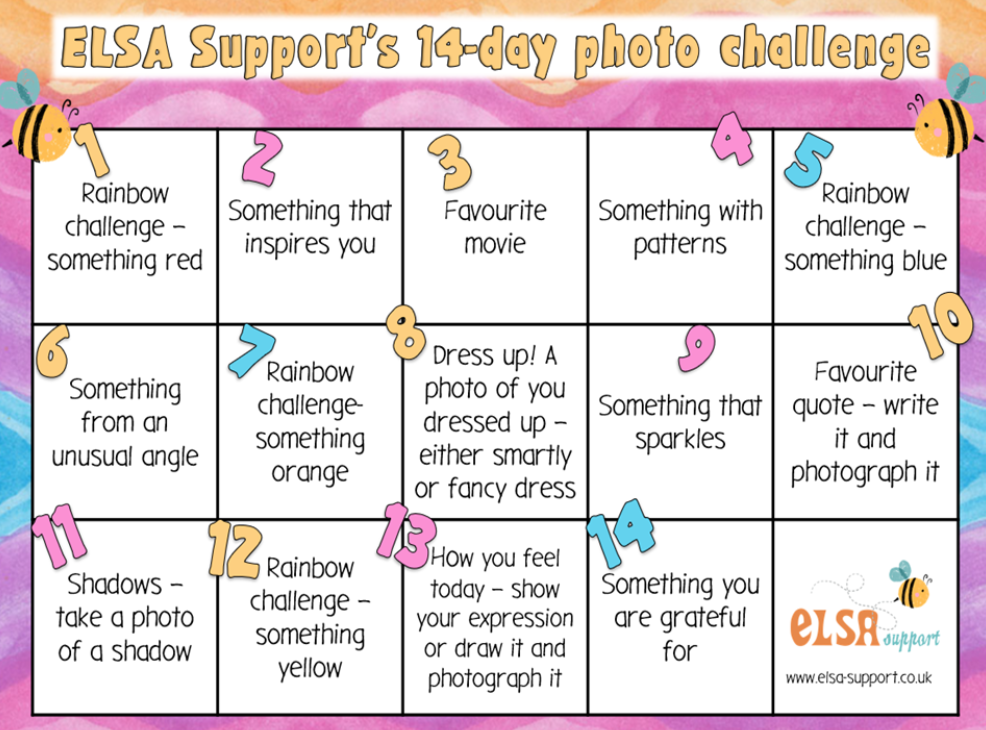 ELSA Support's 14-day photo challenge
1
Rainbow
challenge –
something red
2
Something that
inspires you
3
Favourite
movie
4
Something with
patterns
5
Rainbow
challenge –
something blue
6
Something
from an
unusual angle
7
Rainbow
challenge-
something
orange
8
Dress up! A
photo of you
dressed up –
either smartly
or fancy dress
9
Something that
sparkles
10
Favourite
quote – write
it and
photograph it
11
Shadows –
take a photo
of a shadow
12
Rainbow
challenge –
something
yellow
13
How you feel
today – show
your expression
or draw it and
photograph it
14
Something you
are grateful
for
ELSA support
www.elsa-support.co.uk